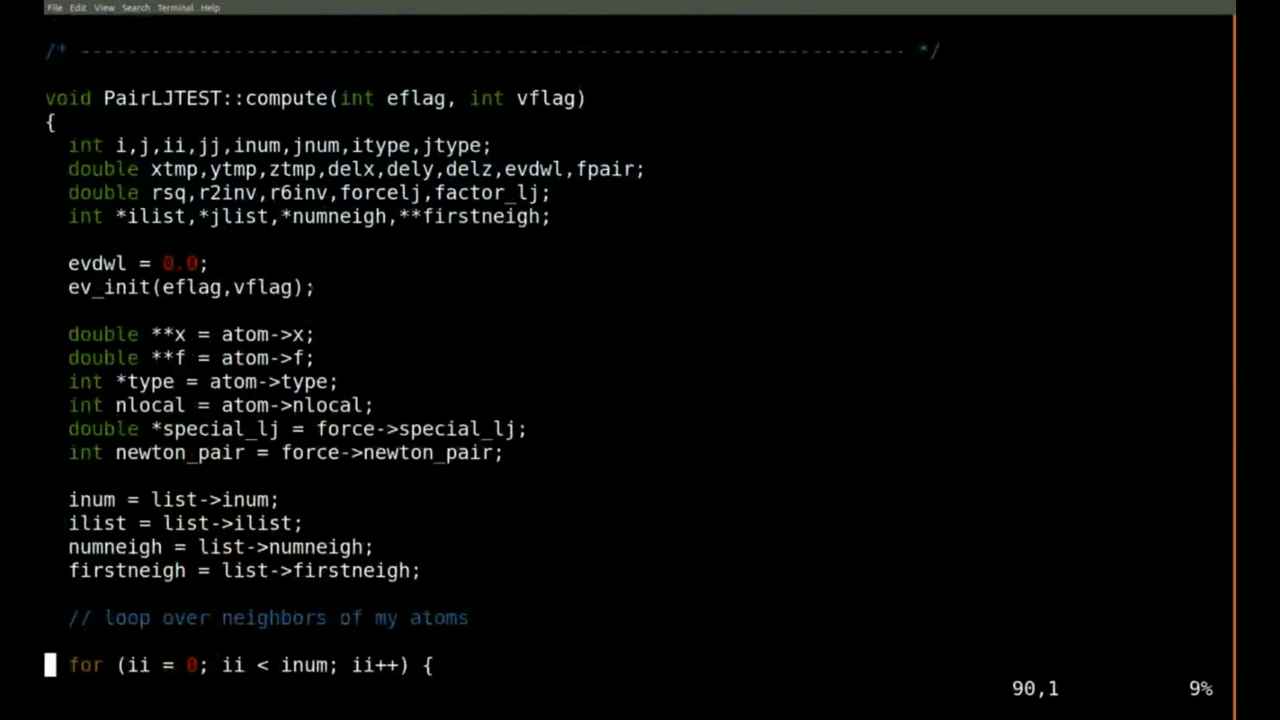 File Edit View Search Terminal Help
/* ---------------------------------------------------------------------- */
void PairLJTEST::compute(int eflag, int vflag)
{
int i,j,ii,jj,inum,jnum,itype,jtype;
double xtmp,ytmp,ztmp,delx,dely,delz,evdwl,fpair;
double rsq,r2inv,r6inv,forcelj,factor_lj;
int *ilist,*jlist,*numneigh,**firstneigh;
evdwl = 0.0;
ev_init(eflag,vflag);
double **x = atom->x;
double **f = atom->f;
int *type = atom->type;
int nlocal = atom->nlocal;
double *special_lj = force->special_lj;
int newton_pair = force->newton_pair;
inum = list->inum;
ilist = list->ilist;
numneigh = list->numneigh;
firstneigh = list->firstneigh;
// loop over neighbors of my atoms
for (ii = 0; ii < inum; ii++) {
90,1 9%